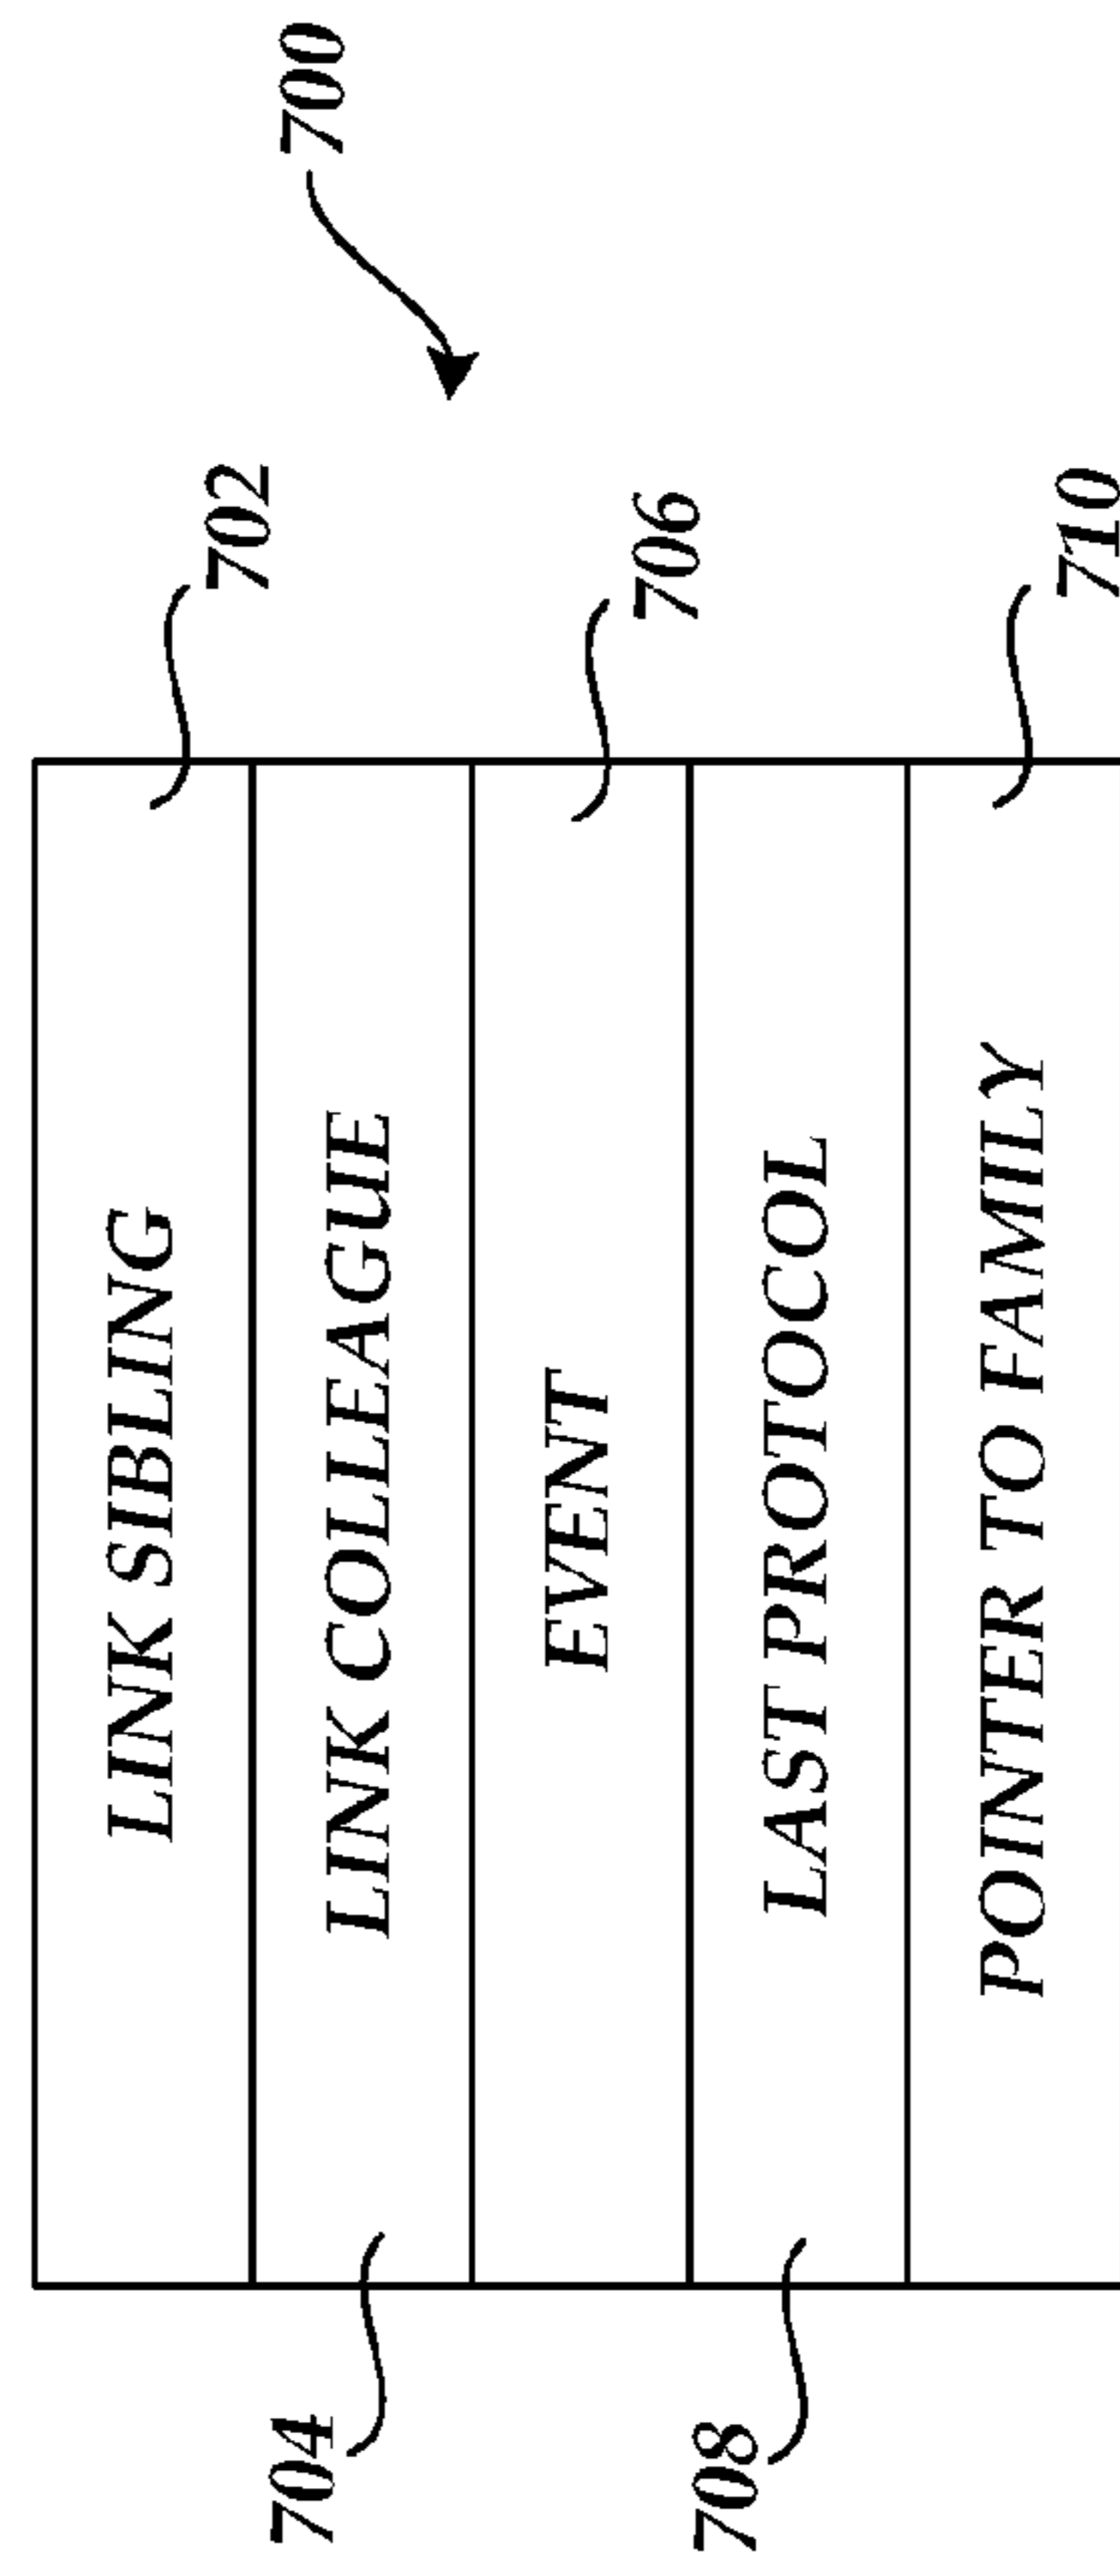 700
702
LINK SIBLING
704
LINK COLLEAGUE
706
EVENT
708
LAST PROTOCOL
710
POINTER TO FAMILY